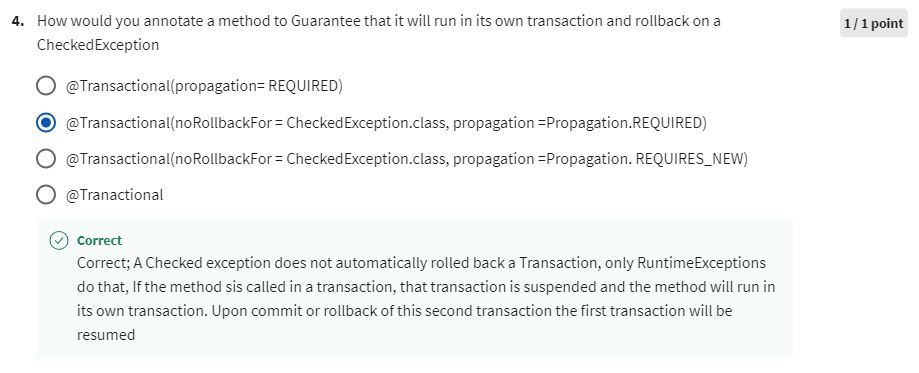 4. How would you annotate a method to Guarantee that it will run in its own transaction and rollback on a
1 / 1 point
CheckedException
@Transactional(propagation= REQUIRED)
@Transactional(noRollbackFor = CheckedException.class, propagation =Propagation.REQUIRED)
@Transactional(noRollbackFor = CheckedException.class, propagation =Propagation. REQUIRES_NEW)
@Tranactional
Correct
Correct; A Checked exception does not automatically rolled back a Transaction, only RuntimeExceptions
do that, If the method sis called in a transaction, that transaction is suspended and the method will run in
its own transaction. Upon commit or rollback of this second transaction the first transaction will be
resumed